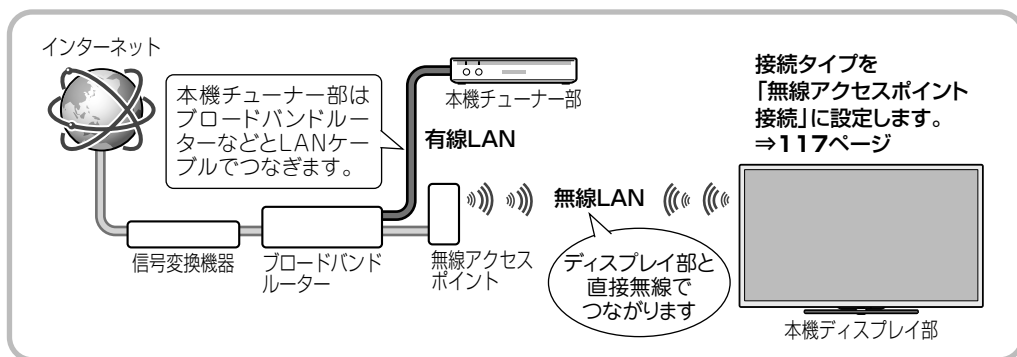 インターネット
本機チューナー部は
ブロードバンドルー
ターなどとLANケー
ブルでつなぎます。
本機チューナー部
有線LAN
接続タイプを
「無線アクセスポイント
接続」に設定します。
⇒117ページ
無線LAN
信号変換機器
ブロードバンド
ルーター
無線アクセス
ポイント
ディスプレイ部と
直接無線で
つながります
本機ディスプレイ部